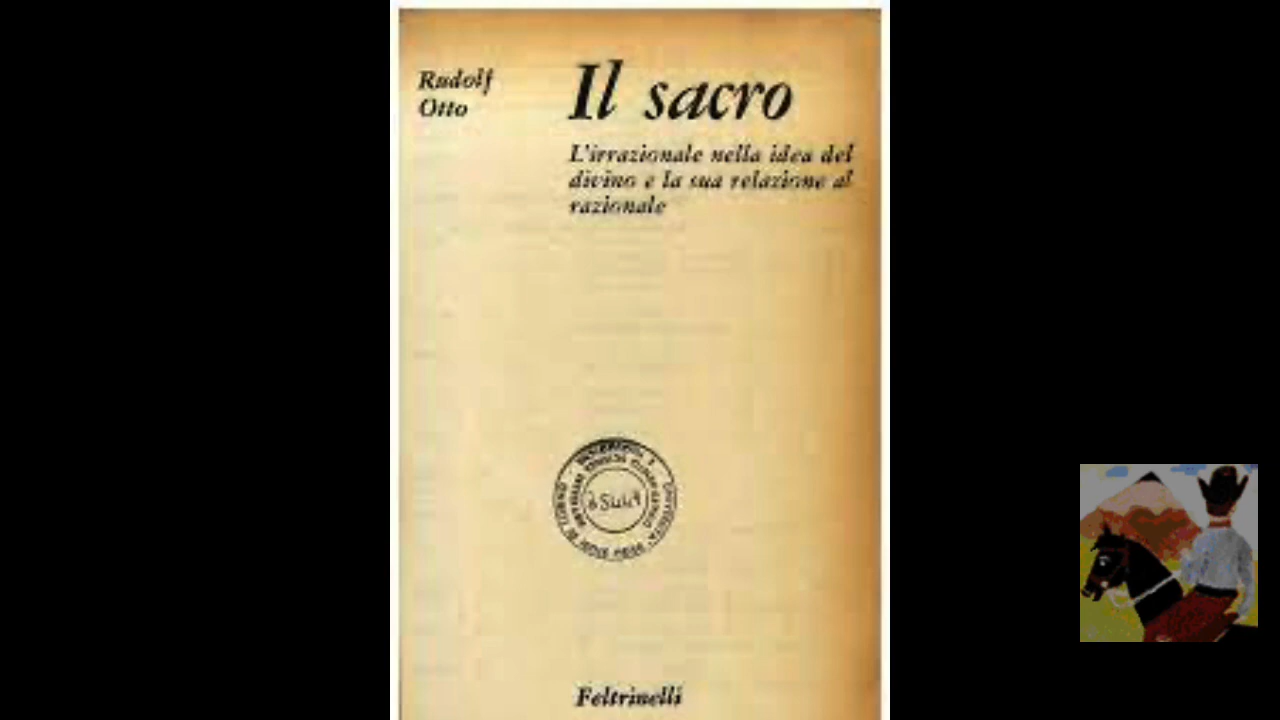 Rudolf
Otto
Il sacro
L'irrazionale nella idea del
divino e la sua relazione al
razionale
Feltrinelli